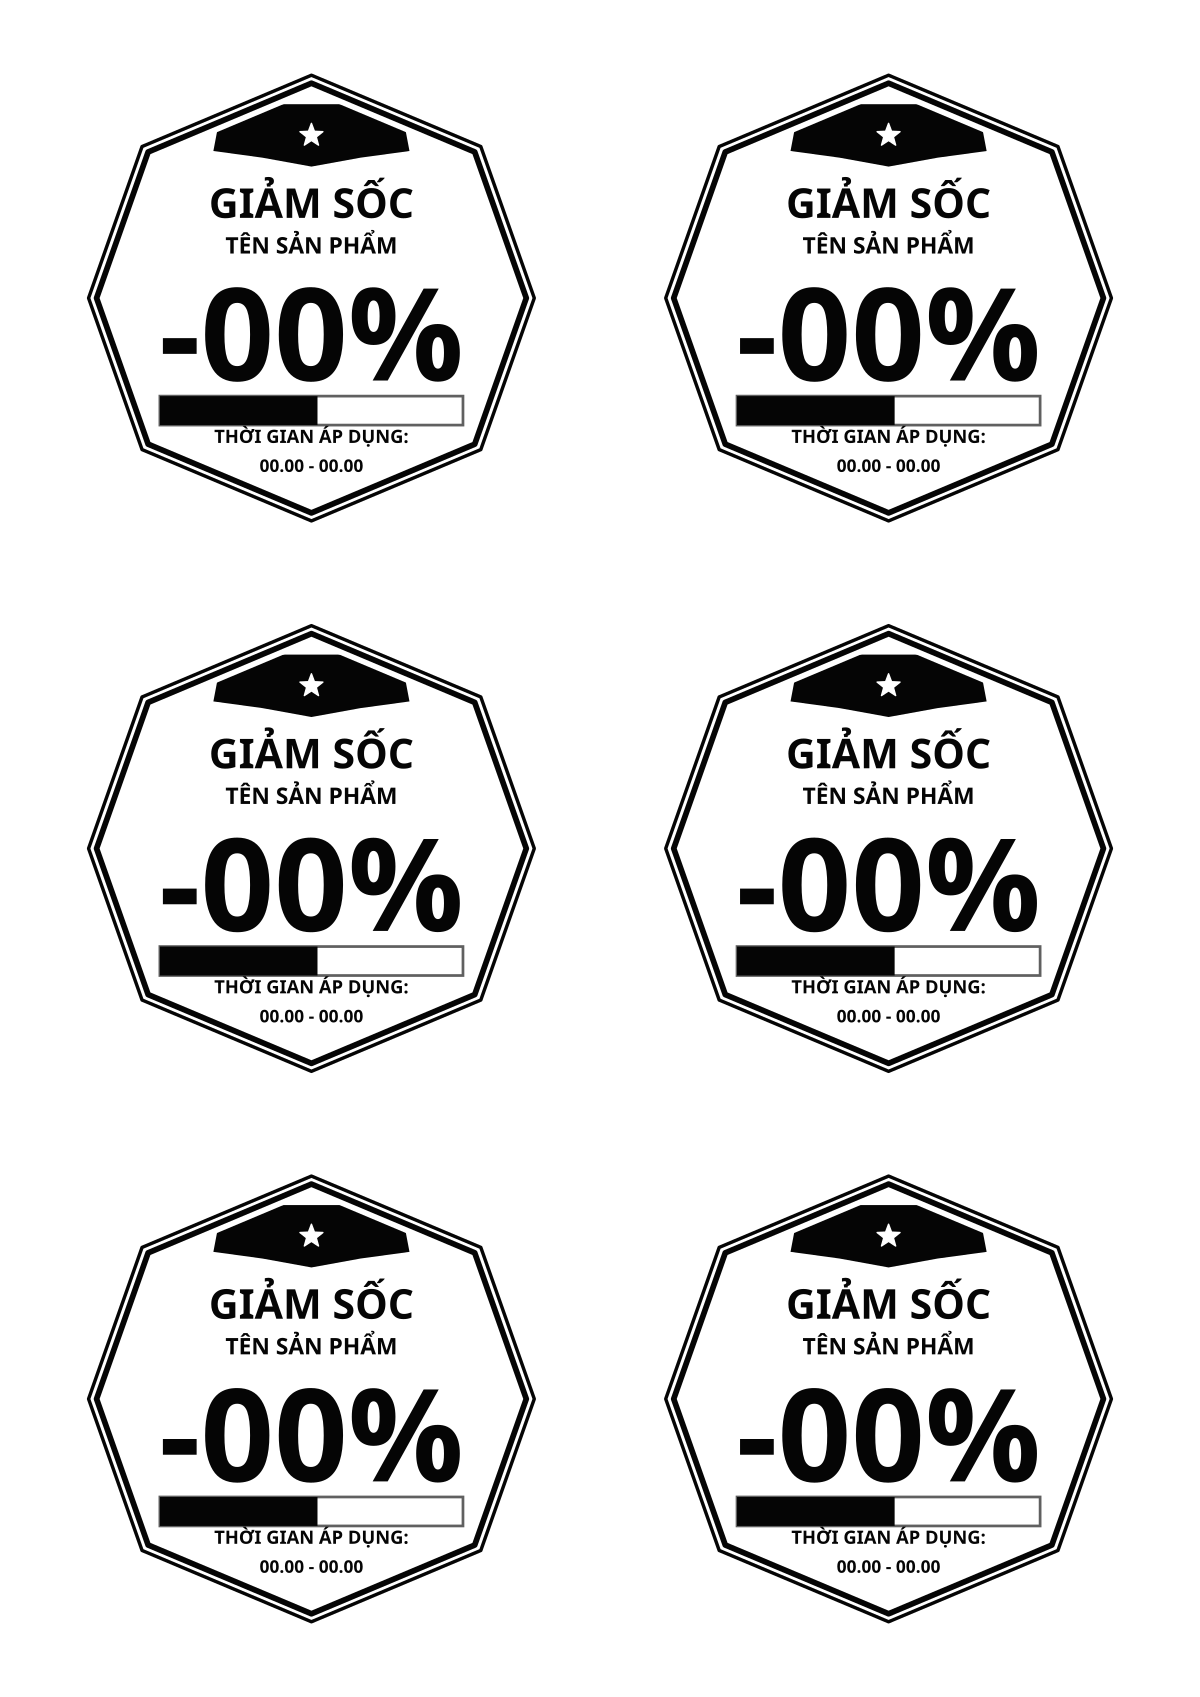 GIẢM SỐC
TÊN SẢN PHẨM
-00%
THỜI GIAN ÁP DỤNG:
00.00 - 00.00
GIẢM SỐC
TÊN SẢN PHẨM
-00%
THỜI GIAN ÁP DỤNG:
00.00 - 00.00
GIẢM SỐC
TÊN SẢN PHẨM
-00%
THỜI GIAN ÁP DỤNG:
00.00 - 00.00
GIẢM SỐC
TÊN SẢN PHẨM
-00%
THỜI GIAN ÁP DỤNG:
00.00 - 00.00
GIẢM SỐC
TÊN SẢN PHẨM
-00%
THỜI GIAN ÁP DỤNG:
00.00 - 00.00
GIẢM SỐC
TÊN SẢN PHẨM
-00%
THỜI GIAN ÁP DỤNG:
00.00 - 00.00